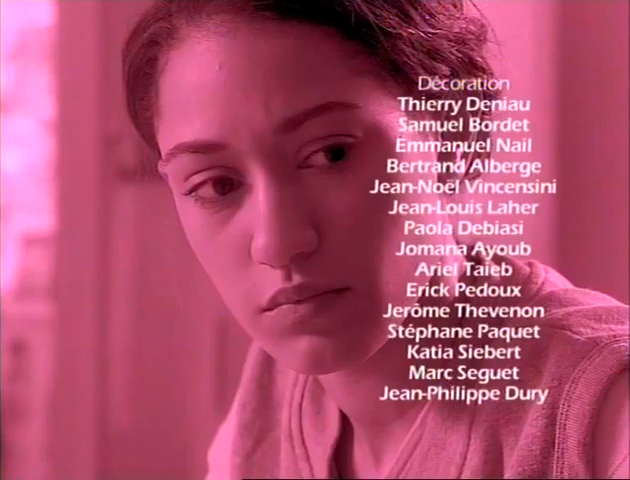 Décoration
Thierry Deniau
Samuel Bordet
Emmanuel Nail
Bertrand Alberge
Jean-Noël Vincensini
Jean-Louis Laher
Paola Debiasi
Jomana Ayoub
Ariel Taïeb
Erick Pedoux
Jerôme Thevenon
Stéphane Paquet
Katia Siebert
Marc Seguet
Jean-Philippe Dury